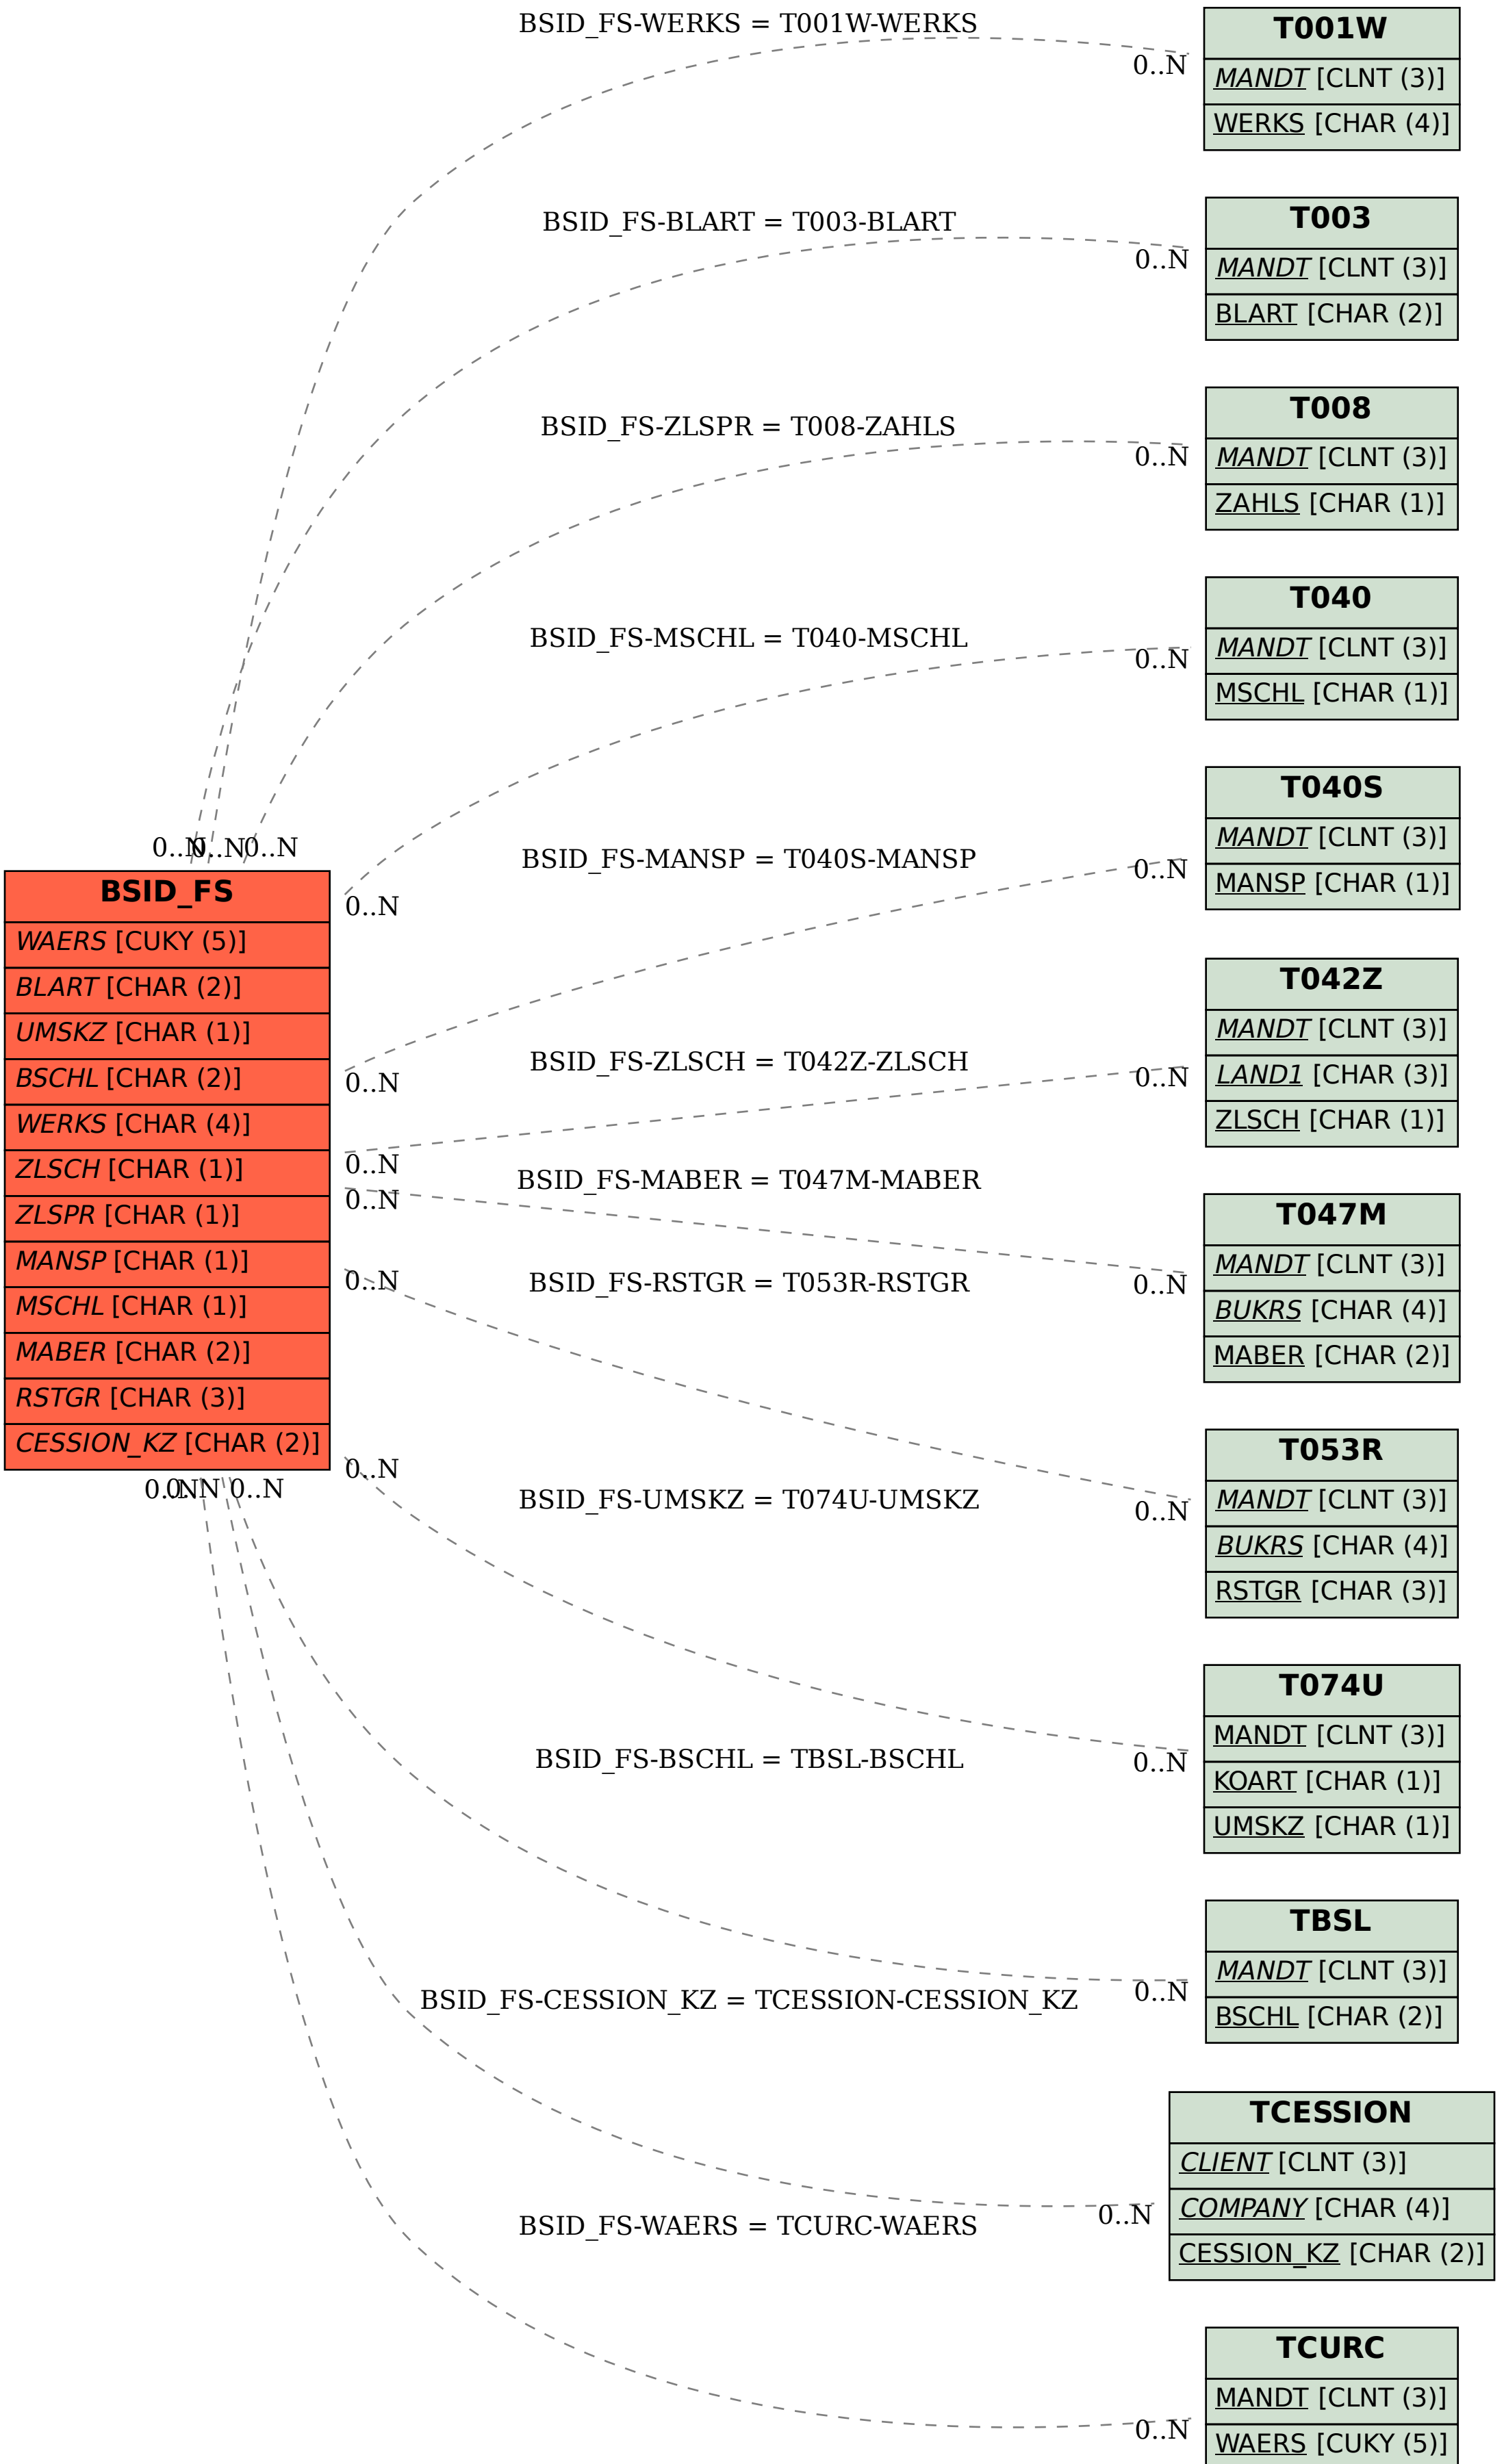 BSID_FS-WERKS = T001W-WERKS
0..N
T001W
MANDT [CLNT (3)]
WERKS [CHAR (4)]
BSID_FS-BLART = T003-BLART
0..N
T003
MANDT [CLNT (3)]
BLART [CHAR (2)]
BSID_FS-ZLSPR = T008-ZAHLS
0..N
T008
MANDT [CLNT (3)]
ZAHLS [CHAR (1)]
BSID_FS-MSCHL = T040-MSCHL
0..N
T040
MANDT [CLNT (3)]
MSCHL [CHAR (1)]
BSID_FS-MANSP = T040S-MANSP
0..N
T040S
MANDT [CLNT (3)]
MANSP [CHAR (1)]
0..N
0..N
0..N
BSID_FS
WAERS [CUKY (5)]
BLART [CHAR (2)]
UMSKZ [CHAR (1)]
BSCHL [CHAR (2)]
WERKS [CHAR (4)]
ZLSCH [CHAR (1)]
ZLSPR [CHAR (1)]
MANSP [CHAR (1)]
MSCHL [CHAR (1)]
MABER [CHAR (2)]
RSTGR [CHAR (3)]
CESSION_KZ [CHAR (2)]
0..N
0..N
0..N
0..N
0..N
0..N
0..N
0..N
0..N
BSID_FS-ZLSCH = T042Z-ZLSCH
0..N
T042Z
MANDT [CLNT (3)]
LAND1 [CHAR (3)]
ZLSCH [CHAR (1)]
BSID_FS-MABER = T047M-MABER
0..N
T047M
MANDT [CLNT (3)]
BUKRS [CHAR (4)]
MABER [CHAR (2)]
BSID_FS-RSTGR = T053R-RSTGR
0..N
T053R
MANDT [CLNT (3)]
BUKRS [CHAR (4)]
RSTGR [CHAR (3)]
BSID_FS-UMSKZ = T074U-UMSKZ
0..N
T074U
MANDT [CLNT (3)]
KOART [CHAR (1)]
UMSKZ [CHAR (1)]
BSID_FS-BSCHL = TBSL-BSCHL
0..N
TBSL
MANDT [CLNT (3)]
BSCHL [CHAR (2)]
BSID_FS-CESSION_KZ = TCESSION-CESSION_KZ
0..N
TCESSION
CLIENT [CLNT (3)]
COMPANY [CHAR (4)]
CESSION_KZ [CHAR (2)]
BSID_FS-WAERS = TCURC-WAERS
0..N
TCURC
MANDT [CLNT (3)]
WAERS [CUKY (5)]